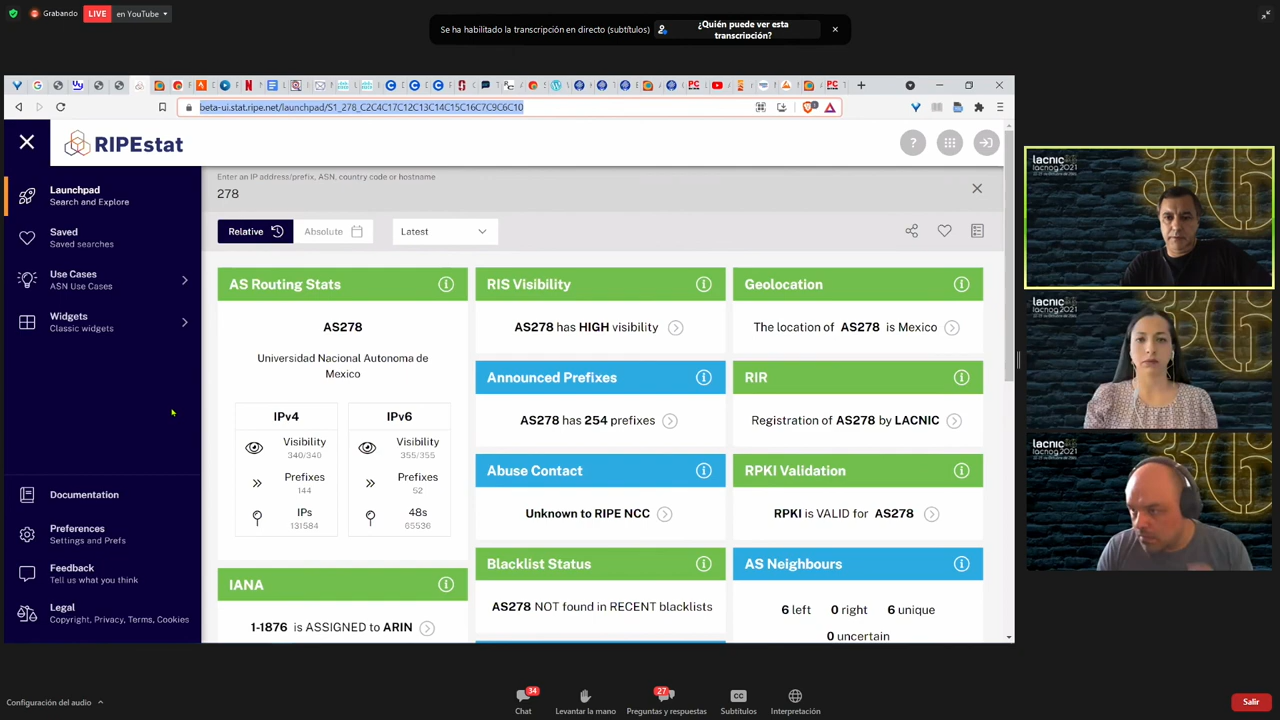 Grabando
LIVE
en YouTube
Se ha habilitado la transcripción en directo (subtítulos)
¿Quién puede ver esta transcripción?
beta-ui.stat.ripe.net/launchpad/S1_278_C2C4C17C12C13C14C15C16C7C9C6C10
RIPEstat
Launchpad
Search and Explore
Saved
Saved searches
Use Cases
ASN Use Cases
Widgets
Classic widgets
Documentation
Preferences
Settings and Prefs
Feedback
Tell us what you think
Legal
Copyright, Privacy, Terms, Cookies
Enter an IP address/prefix, ASN, country code or hostname
278
Relative
Absolute
Latest
AS Routing Stats
AS278
Universidad Nacional Autonoma de
Mexico
IPv4
Visibility
340/340
Prefixes
144
IPs
131584
IPv6
Visibility
355/355
Prefixes
52
48s
65536
IANA
1-1876 is ASSIGNED to ARIN
RIS Visibility
AS278 has HIGH visibility
Announced Prefixes
AS278 has 254 prefixes
Abuse Contact
Unknown to RIPE NCC
Blacklist Status
AS278 NOT found in RECENT blacklists
Geolocation
The location of AS278 is Mexico
RIR
Registration of AS278 by LACNIC
RPKI Validation
RPKI is VALID for AS278
AS Neighbours
6 left 0 right 6 unique
0 uncertain
lacnic
lacnog2021
lacnic
lacnog2021
lacnic
lacnog2021
Configuración del audio
34
Chat
Levantar la mano
27
Preguntas y respuestas
CC
Subtítulos
Interpretación
Salir